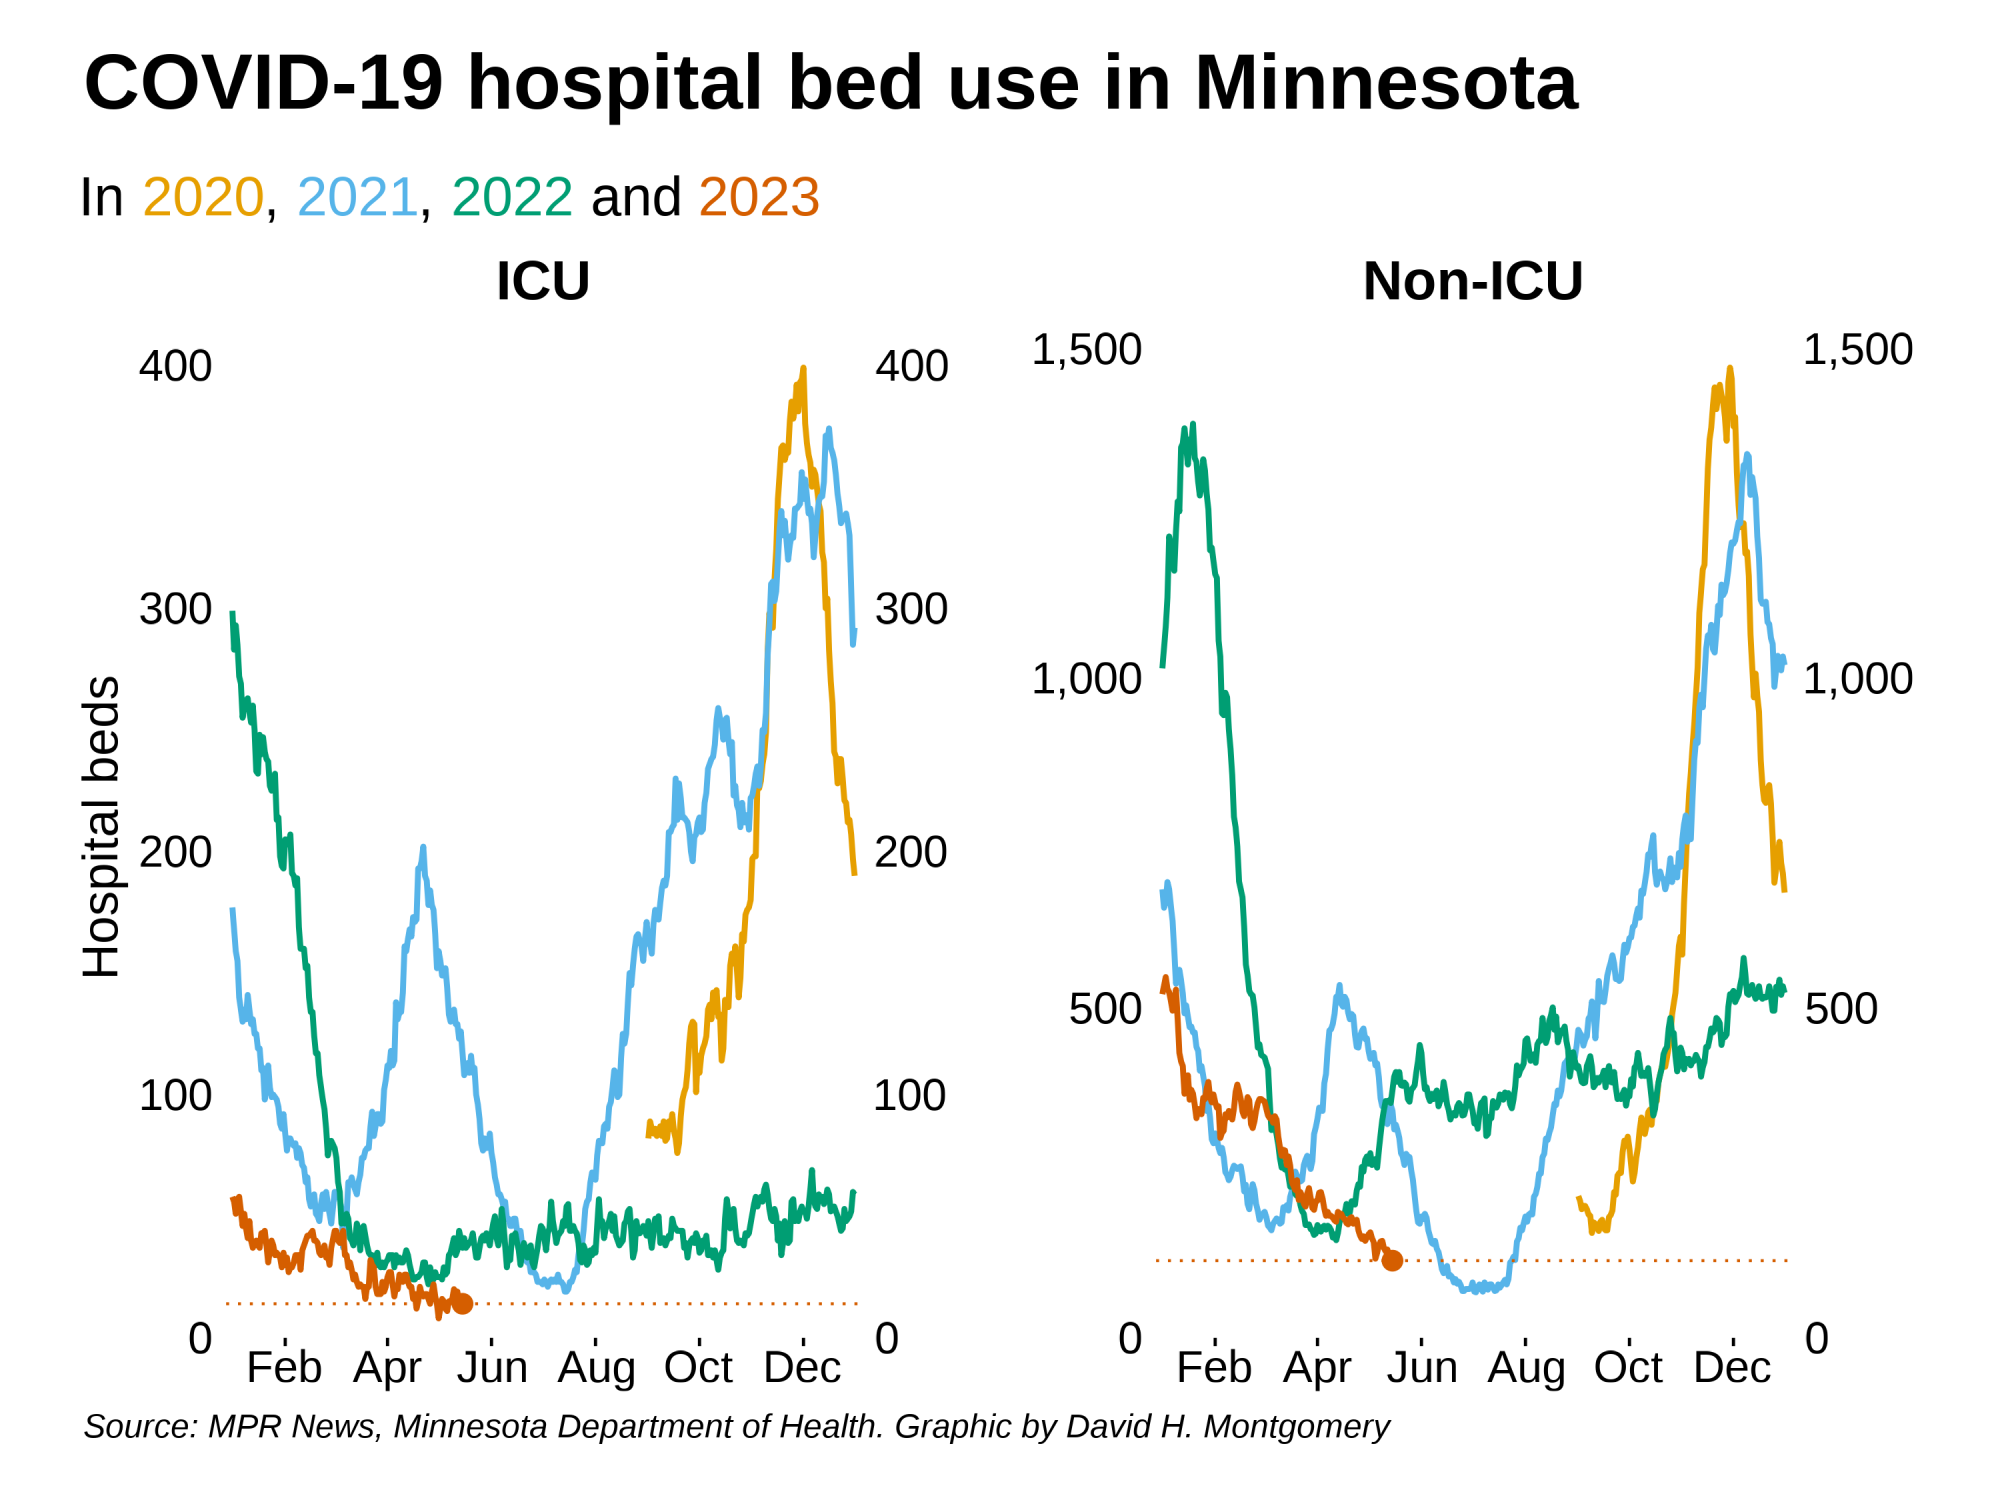 COVID-19 hospital bed use in Minnesota
In 2020, 2021, 2022 and 2023
ICU
Non-ICU
Hospital beds
400
300
200
100
0
400
300
200
100
0
Feb Apr Jun Aug Oct Dec
1,500
1,000
500
0
1,500
1,000
500
0
Feb Apr Jun Aug Oct Dec
Source: MPR News, Minnesota Department of Health. Graphic by David H. Montgomery